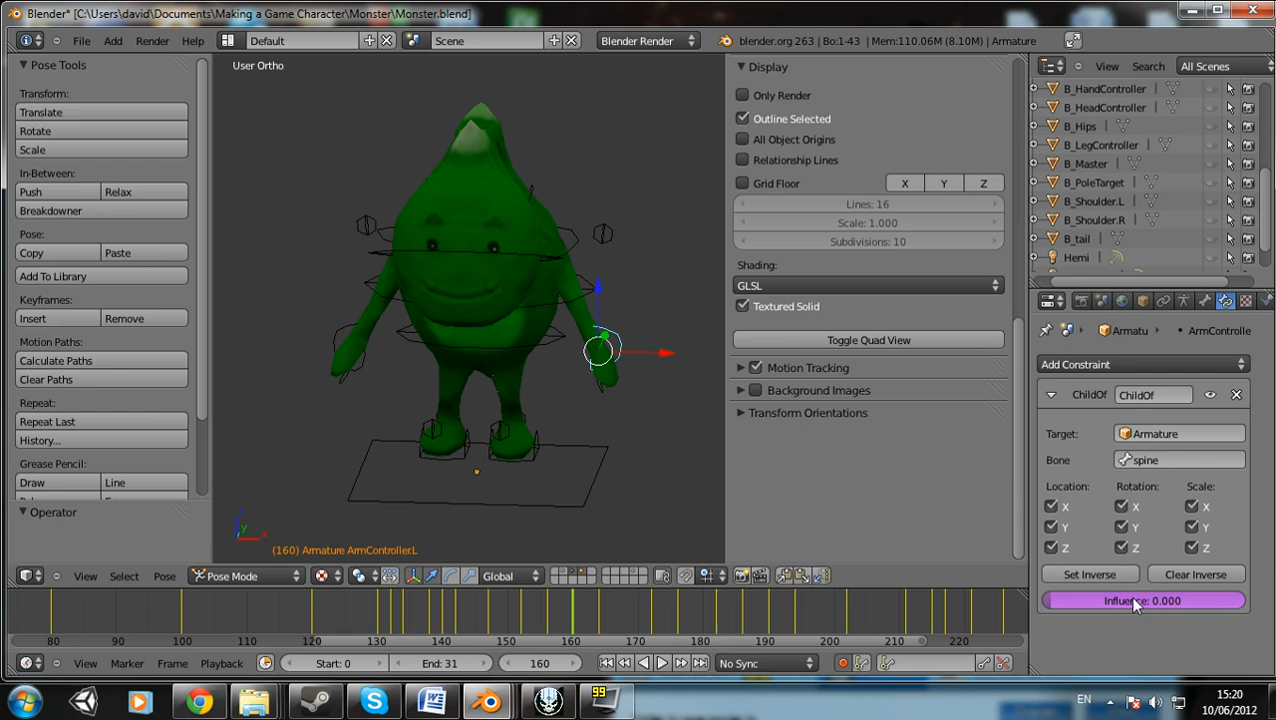 Blender* [C:\Users\david\Documents\Making a Game Character\Monster\Monster.blend]
File Add Render Help Default Scene Blender Render blender.org 263 | Bo:1-43 | Mem:110.06M (8.10M) | Armature
View Search All Scenes
Pose Tools
Transform:
Translate
Rotate
Scale
In-Between:
Push Relax
Breakdowner
Pose:
Copy Paste
Add To Library
Keyframes:
Insert Remove
Motion Paths:
Calculate Paths
Clear Paths
Repeat:
Repeat Last
History...
Grease Pencil:
Draw Line
Operator
User Ortho
z
y
x
(160) Armature ArmController.L
Display
Only Render
Outline Selected
All Object Origins
Relationship Lines
Grid Floor X Y Z
Lines: 16
Scale: 1.000
Subdivisions: 10
Shading:
GLSL
Textured Solid
Toggle Quad View
Motion Tracking
Background Images
Transform Orientations
B_HandController
B_HeadController
B_Hips
B_LegController
B_Master
B_PoleTarget
B_Shoulder.L
B_Shoulder.R
B_tail
Hemi
Armatu ArmControlle
Add Constraint
ChildOf ChildOf
Target: Armature
Bone spine
Location: Rotation: Scale:
X X X
Y Y Y
Z Z Z
Set Inverse Clear Inverse
Influence: 0.000
View Select Pose Pose Mode Global
80 90 100 110 120 130 140 150 160 170 180 190 200 210 220
View Marker Frame Playback Start: 0 End: 31 160 No Sync
99
EN
15:20
10/06/2012